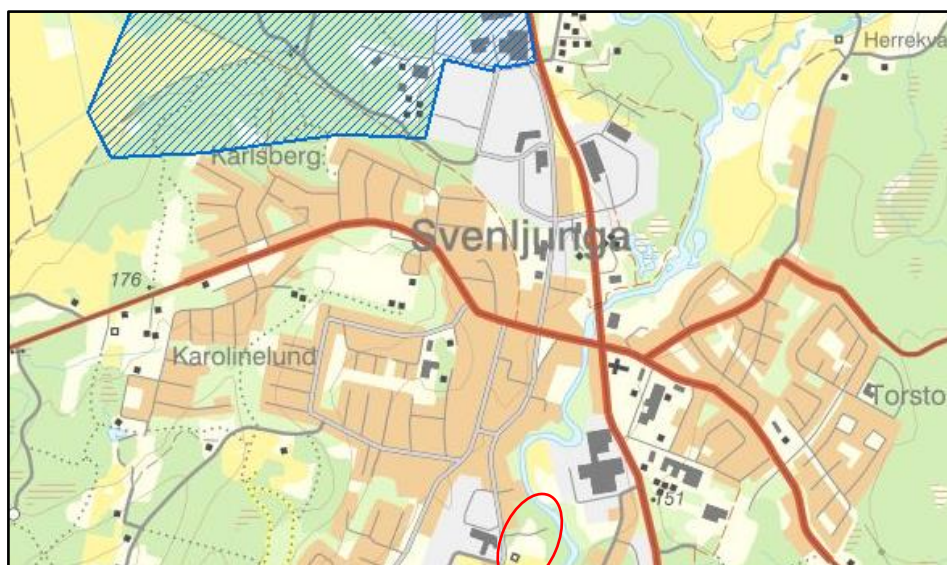 Herrekva
Karlsberg
Svenljunga
176
Karolinelund
Torsto
151